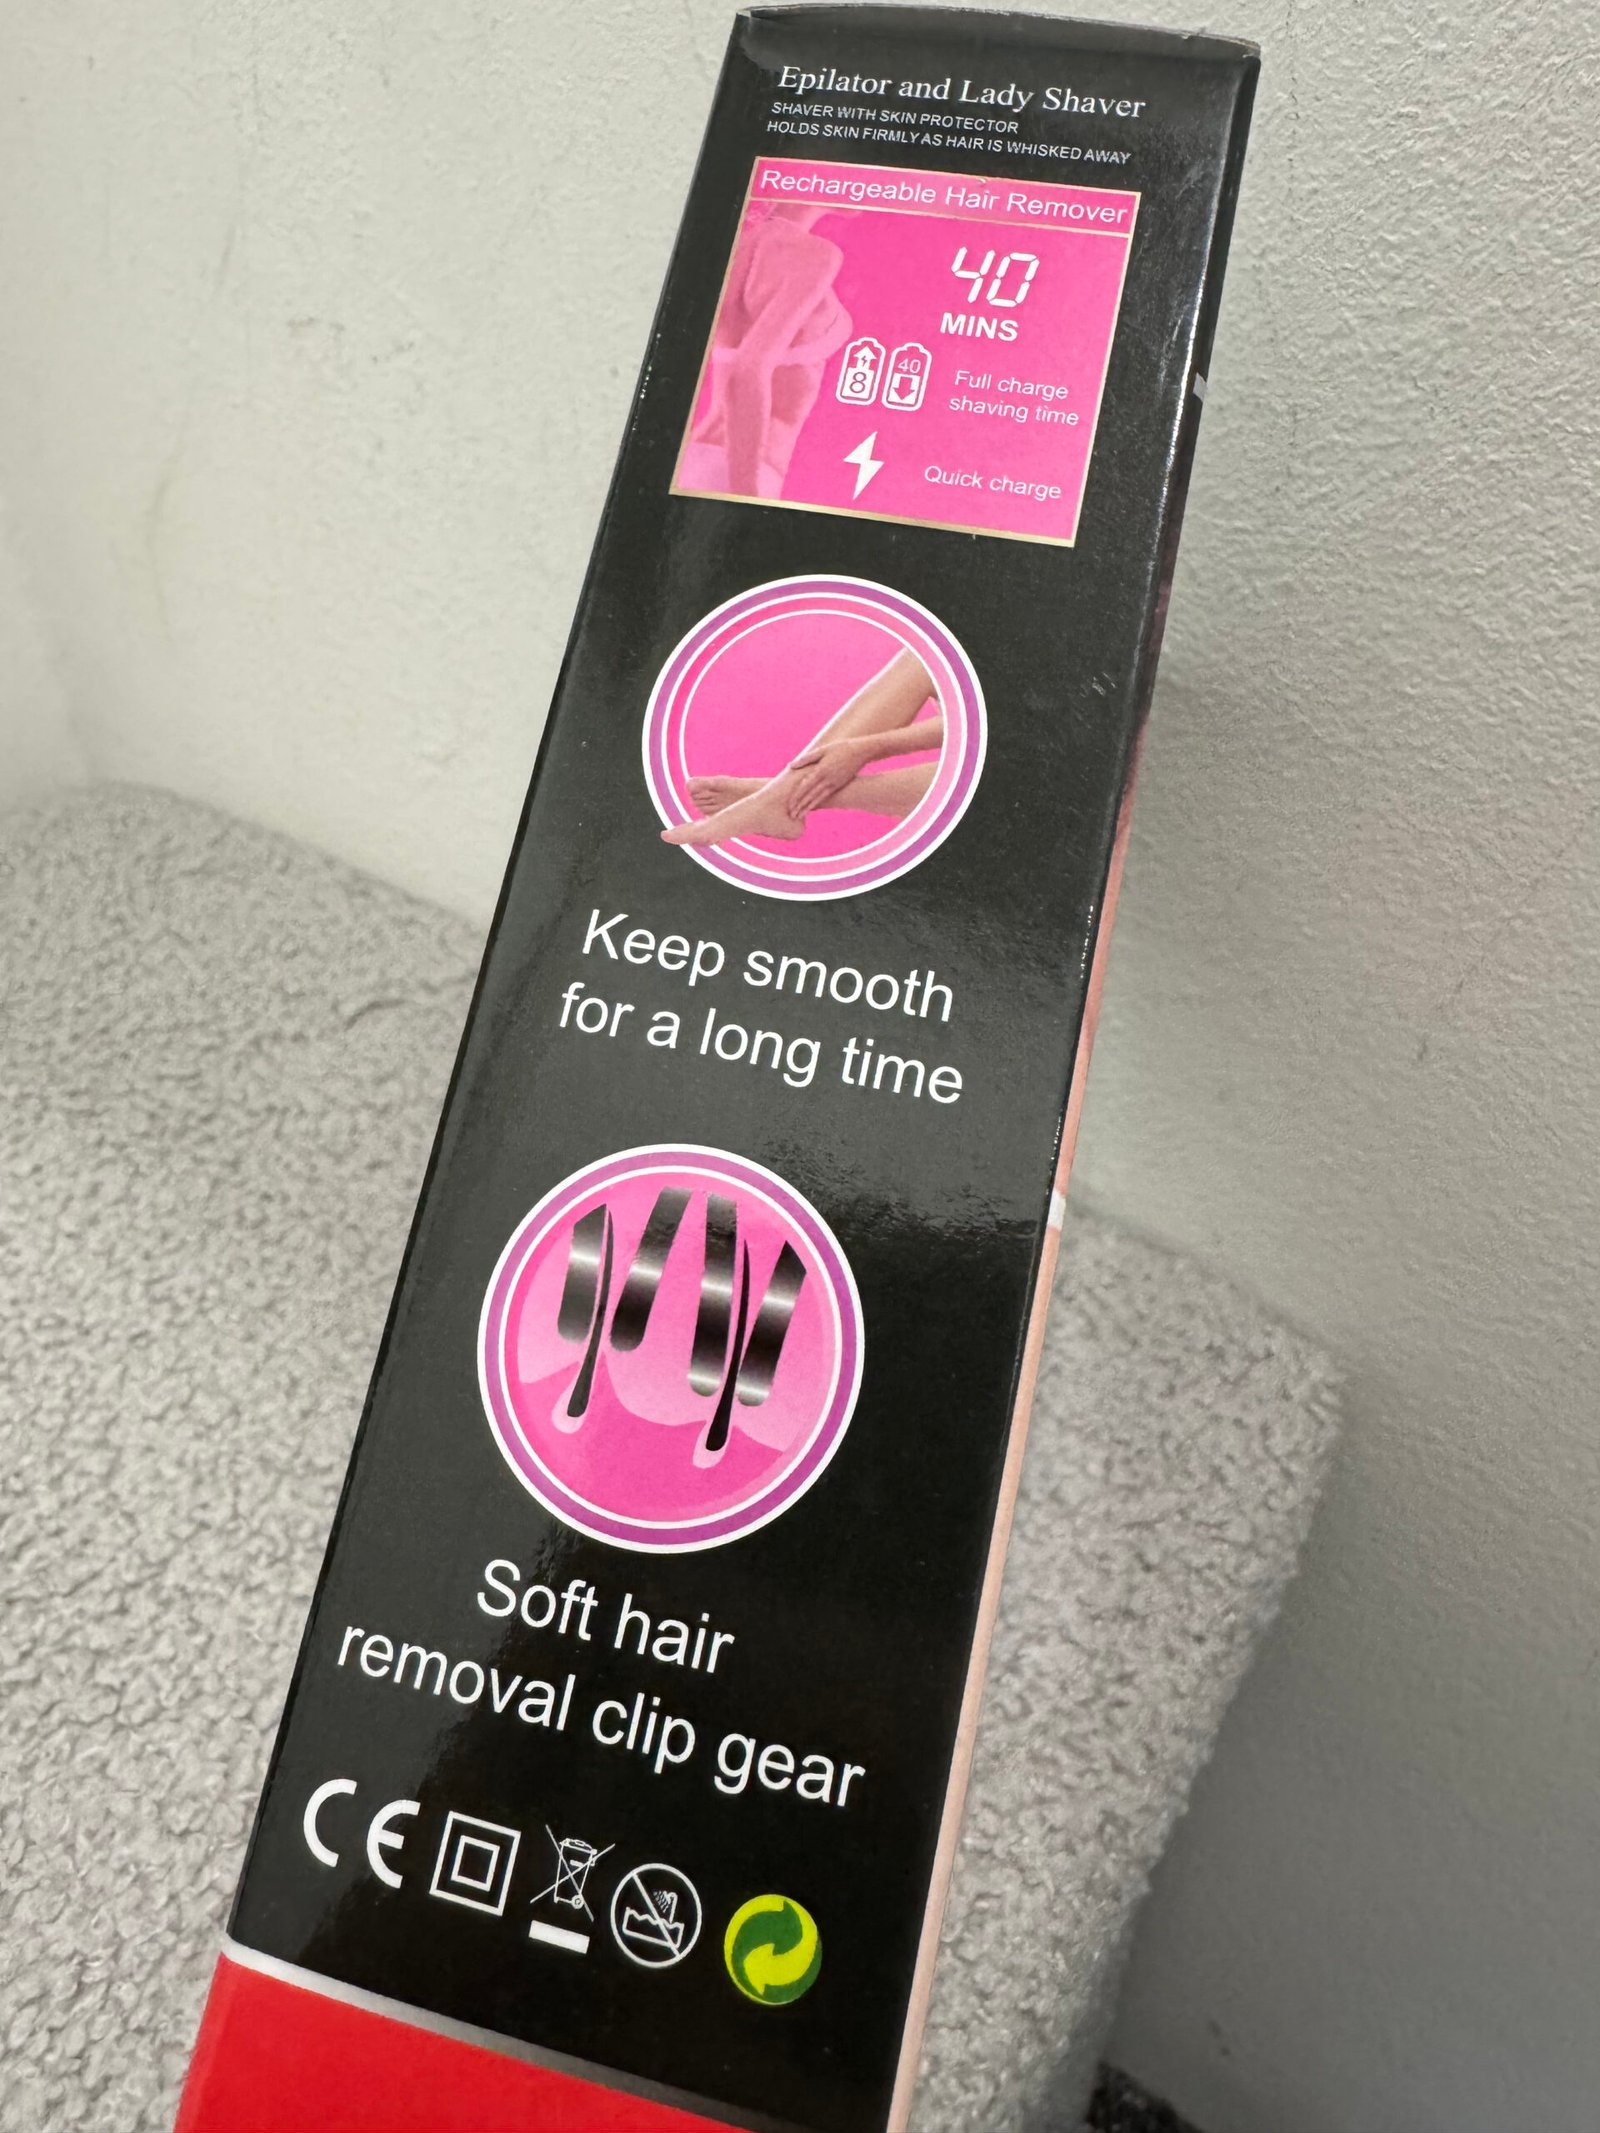 Epilator and Lady Shaver
SHAVER WITH SKIN PROTECTOR
HOLDS SKIN FIRMLY AS HAIR IS WHISKED AWAY
Rechargeable Hair Remover
40
MINS
8 40
Full charge
shaving time
Quick charge
Keep smooth
for a long time
Soft hair
removal clip gear
CE